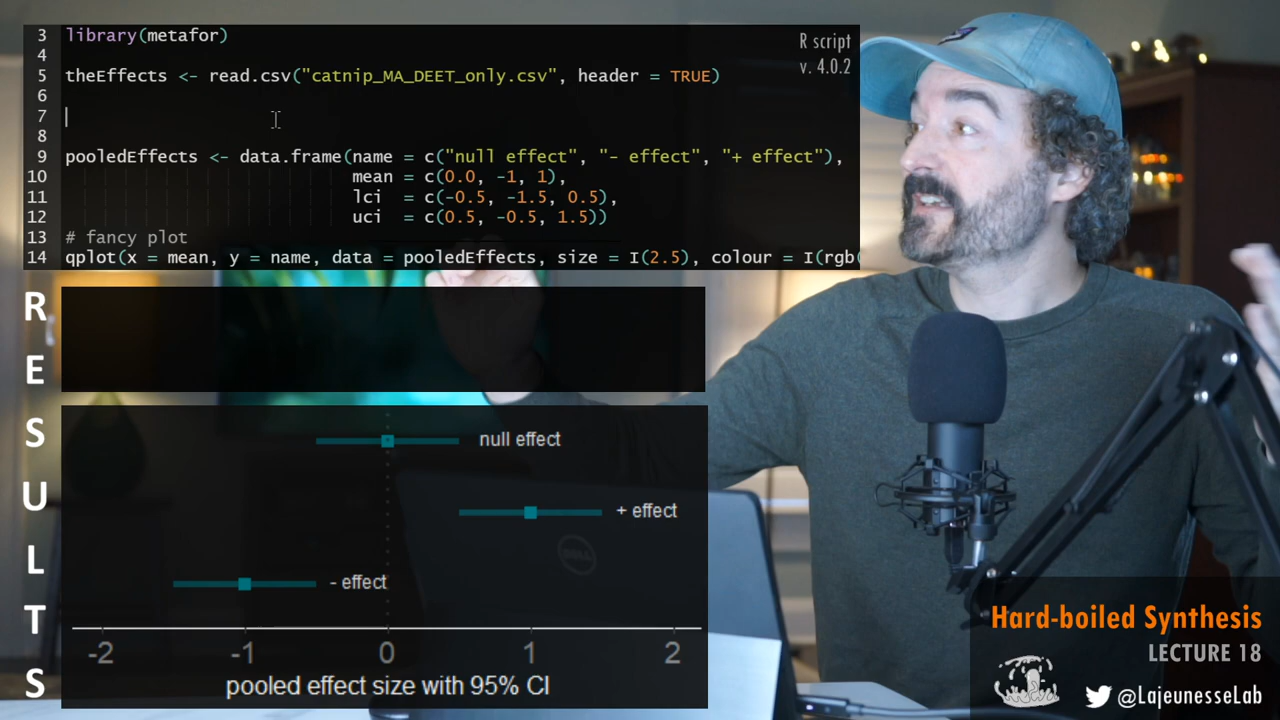 3 library(metafor)
4
5 theEffects <- read.csv("catnip_MA_DEET_only.csv", header = TRUE)
6
7
8
9 pooledEffects <- data.frame(name = c("null effect", "- effect", "+ effect"),
10 mean = c(0.0, -1, 1),
11 lci = c(-0.5, -1.5, 0.5),
12 uci = c(0.5, -0.5, 1.5))
13 # fancy plot
14 qplot(x = mean, y = name, data = pooledEffects, size = I(2.5), colour = I(rgb(
R script
v. 4.0.2
RESULTS
null effect
+ effect
- effect
-2 -1 0 1 2
pooled effect size with 95% CI
DELL
Hard-boiled Synthesis
LECTURE 18
@LajeunesseLab